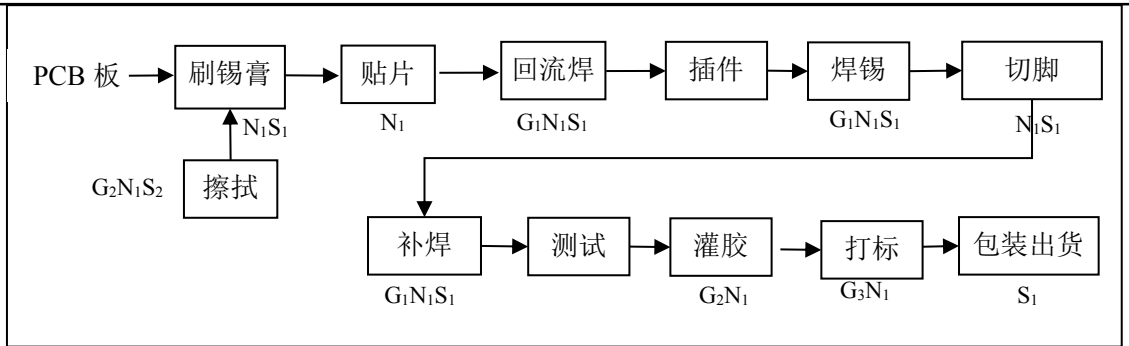 PCB 板 刷锡膏 贴片 回流焊 插件 焊锡 切脚
N₁S₁ N₁ G₁N₁S₁ G₁N₁S₁ N₁S₁
G₂N₁S₂ 擦拭
补焊 测试 灌胶 打标 包装出货
G₁N₁S₁ G₂N₁ G₃N₁ S₁